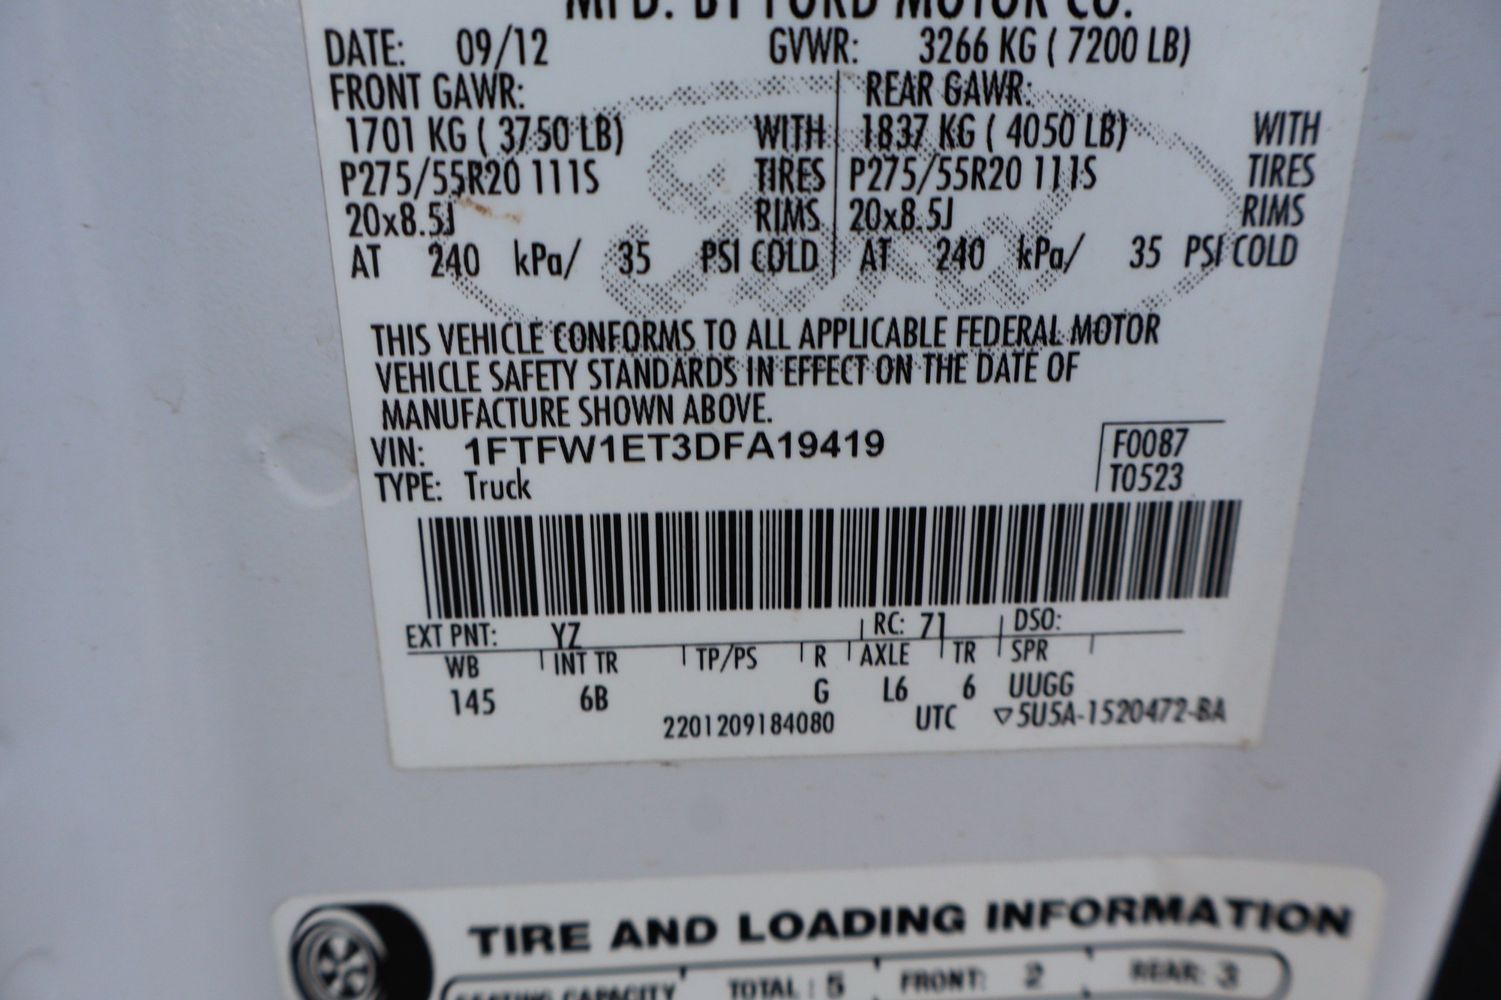 MFD. BY FORD MOTOR CO.
DATE: 09/12 GVWR: 3266 KG ( 7200 LB)
FRONT GAWR: REAR GAWR:
1701 KG ( 3750 LB) WITH 1837 KG ( 4050 LB) WITH
P275/55R20 111S TIRES P275/55R20 111S TIRES
20x8.5J RIMS 20x8.5J RIMS
AT 240 kPa/ 35 PSI COLD AT 240 kPa/ 35 PSI COLD
THIS VEHICLE CONFORMS TO ALL APPLICABLE FEDERAL MOTOR
VEHICLE SAFETY STANDARDS IN EFFECT ON THE DATE OF
MANUFACTURE SHOWN ABOVE.
VIN: 1FTFW1ET3DFA19419 F0087
TYPE: Truck T0523
EXT PNT: YZ RC: 71 DSO:
WB INT TR TP/PS R AXLE TR SPR
145 6B G L6 6 UUGG
2201209184080 UTC ▽5U5A-1520472-BA
TIRE AND LOADING INFORMATION
SEATING CAPACITY TOTAL : 5 FRONT: 2 REAR: 3